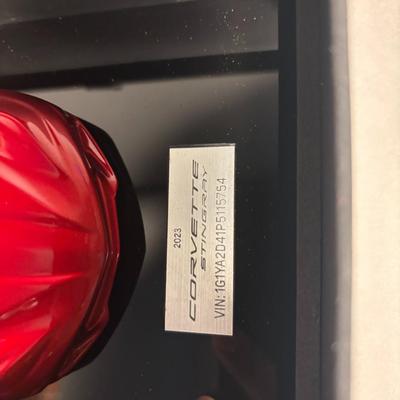 2023
CORVETTE
STINGRAY
VIN: 1G1YA2D41P5115754